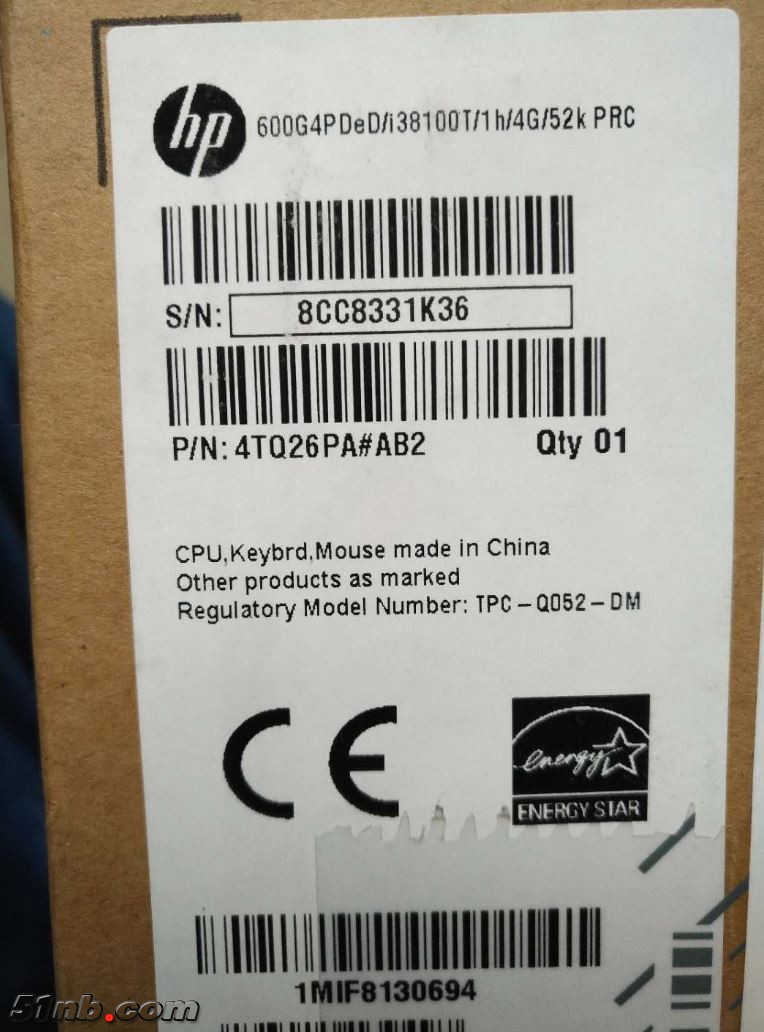 hp 600G4PDeD/i38100T/1h/4G/52k PRC
S/N: 8CC8331K36
P/N: 4TQ26PA#AB2 Qty 01
CPU,Keybrd,Mouse made in China
Other products as marked
Regulatory Model Number: TPC-Q052-DM
CE
energy
ENERGY STAR
1MIF8130694
51nb.com